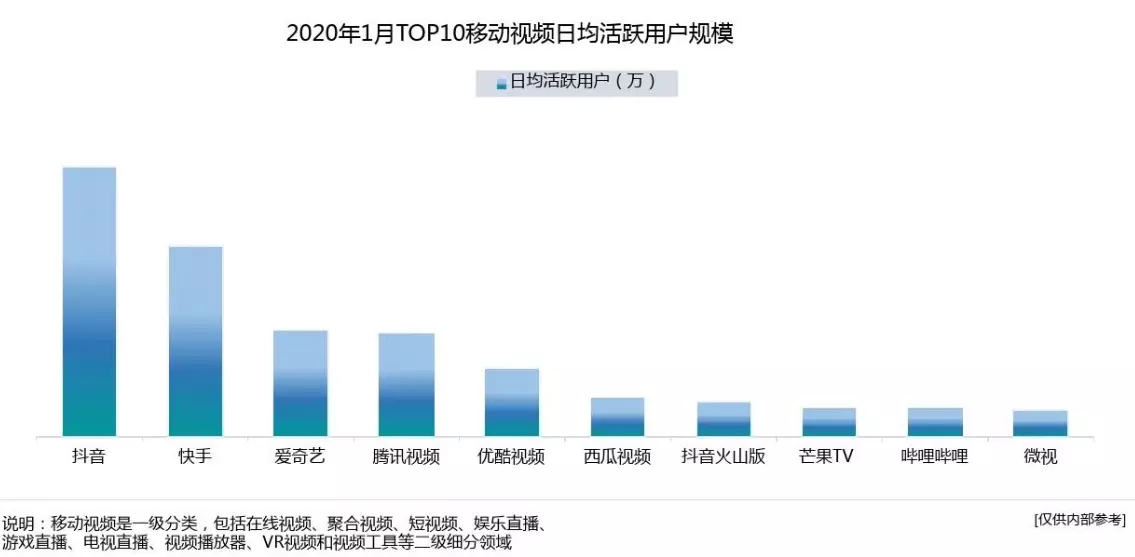 2020年1月TOP10移动视频日均活跃用户规模
日均活跃用户（万）
抖音 快手 爱奇艺 腾讯视频 优酷视频 西瓜视频 抖音火山版 芒果TV 哔哩哔哩 微视
说明：移动视频是一级分类，包括在线视频、聚合视频、短视频、娱乐直播、
游戏直播、电视直播、视频播放器、VR视频和视频工具等二级细分领域
[仅供内部参考]